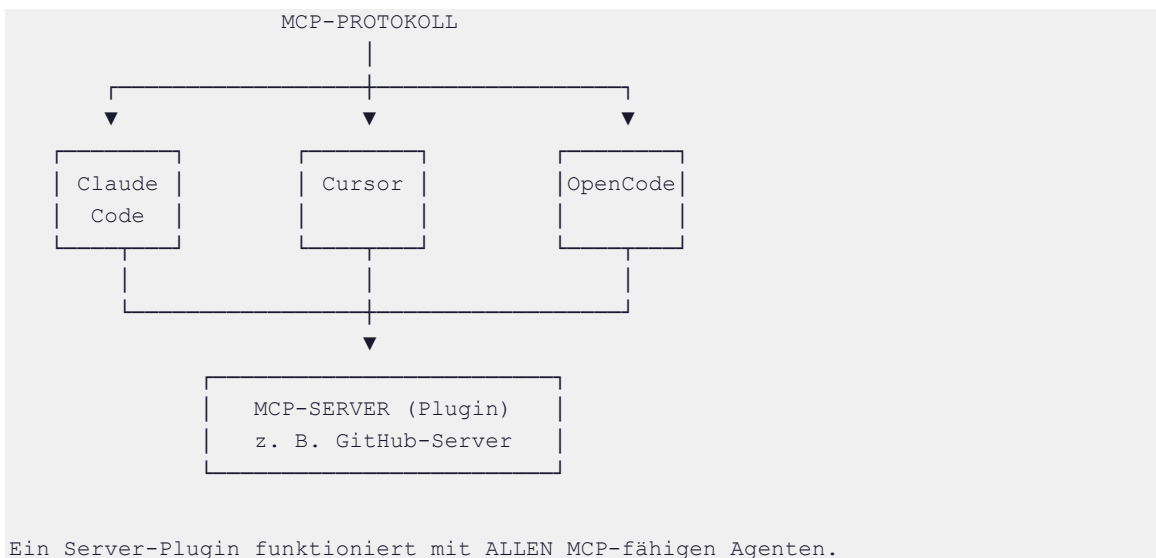 MCP-PROTOKOLL
Claude Cursor OpenCode
Code
MCP-SERVER (Plugin)
z. B. GitHub-Server
Ein Server-Plugin funktioniert mit ALLEN MCP-fähigen Agenten.